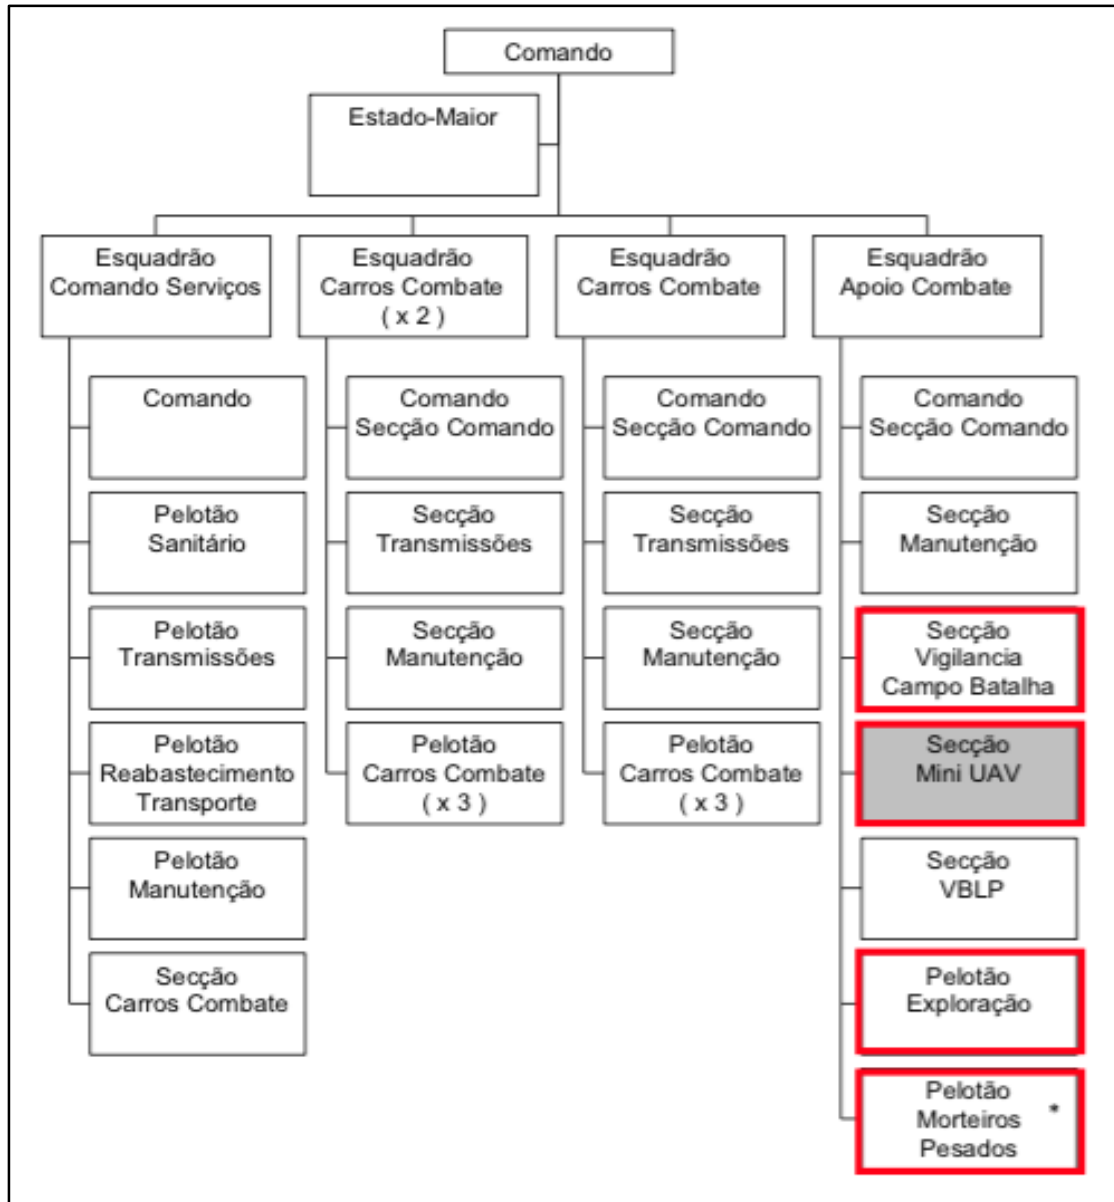 Comando
Estado-Maior
Esquadrão
Comando Serviços
Esquadrão
Carros Combate
( x 2 )
Esquadrão
Carros Combate
Esquadrão
Apoio Combate
Comando
Pelotão
Sanitário
Pelotão
Transmissões
Pelotão
Reabastecimento
Transporte
Pelotão
Manutenção
Secção
Carros Combate
Comando
Secção Comando
Secção
Transmissões
Secção
Manutenção
Pelotão
Carros Combate
( x 3 )
Comando
Secção Comando
Secção
Transmissões
Secção
Manutenção
Pelotão
Carros Combate
( x 3 )
Comando
Secção Comando
Secção
Manutenção
Secção
Vigilancia
Campo Batalha
Secção
Mini UAV
Secção
VBLP
Pelotão
Exploração
Pelotão
Morteiros *
Pesados